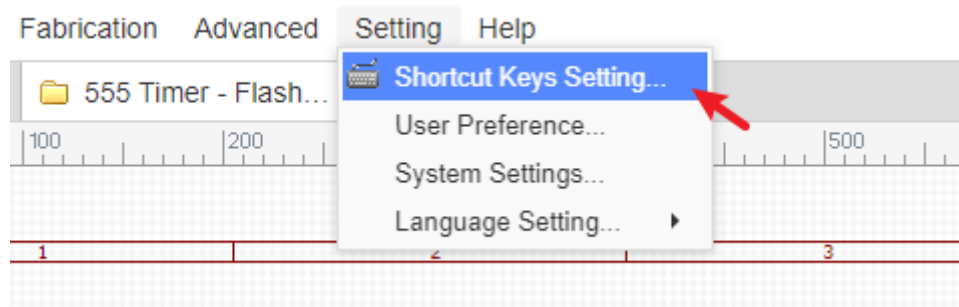 Fabrication Advanced Setting Help
555 Timer - Flash...
Shortcut Keys Setting...
User Preference...
System Settings...
Language Setting...
100 200 500
1 2 3